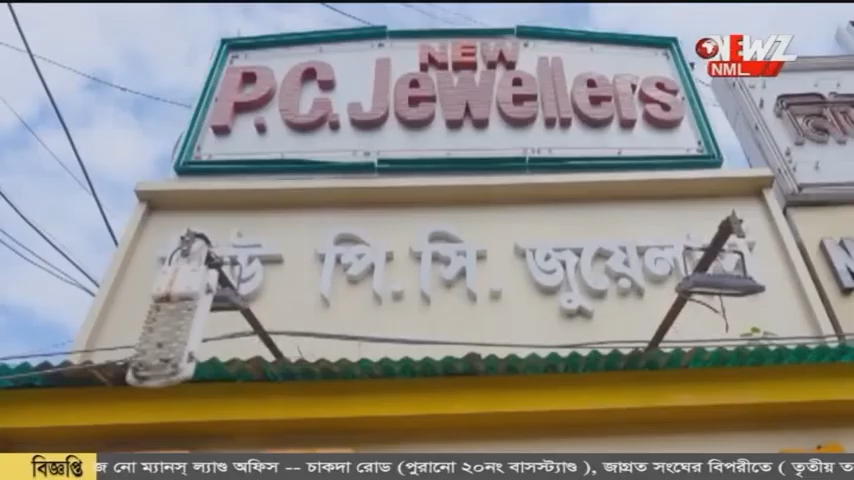 NEW
P.C. Jewellers
NEWZ
NML
নিউ পি.সি. জুয়েলার্স
বিজ্ঞপ্তি
নো ম্যানস্ ল্যাণ্ড অফিস -- চাকদা রোড (পুরানো ২০নং বাসস্ট্যাণ্ড ), জাগ্রত সংঘের বিপরীতে ( তৃতীয়